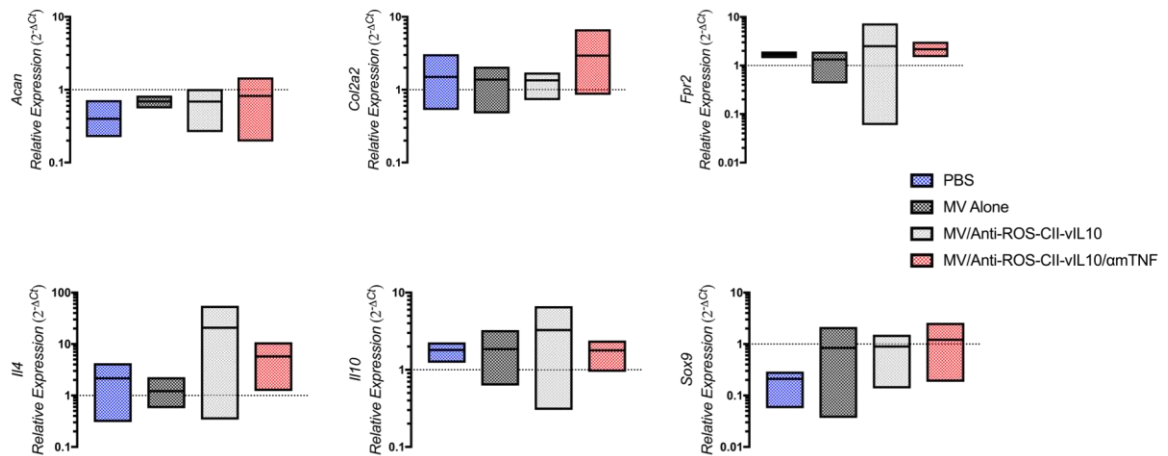 Acan
Relative Expression (2-ΔCt)
10
1
0.1
Col2a2
Relative Expression (2-ΔCt)
10
1
0.1
Fpr2
Relative Expression (2-ΔCt)
10
1
0.1
0.01
PBS
MV Alone
MV/Anti-ROS-CII-vIL10
MV/Anti-ROS-CII-vIL10/αmTNF
Il4
Relative Expression (2-ΔCt)
100
10
1
0.1
Il10
Relative Expression (2-ΔCt)
10
1
0.1
Sox9
Relative Expression (2-ΔCt)
10
1
0.1
0.01